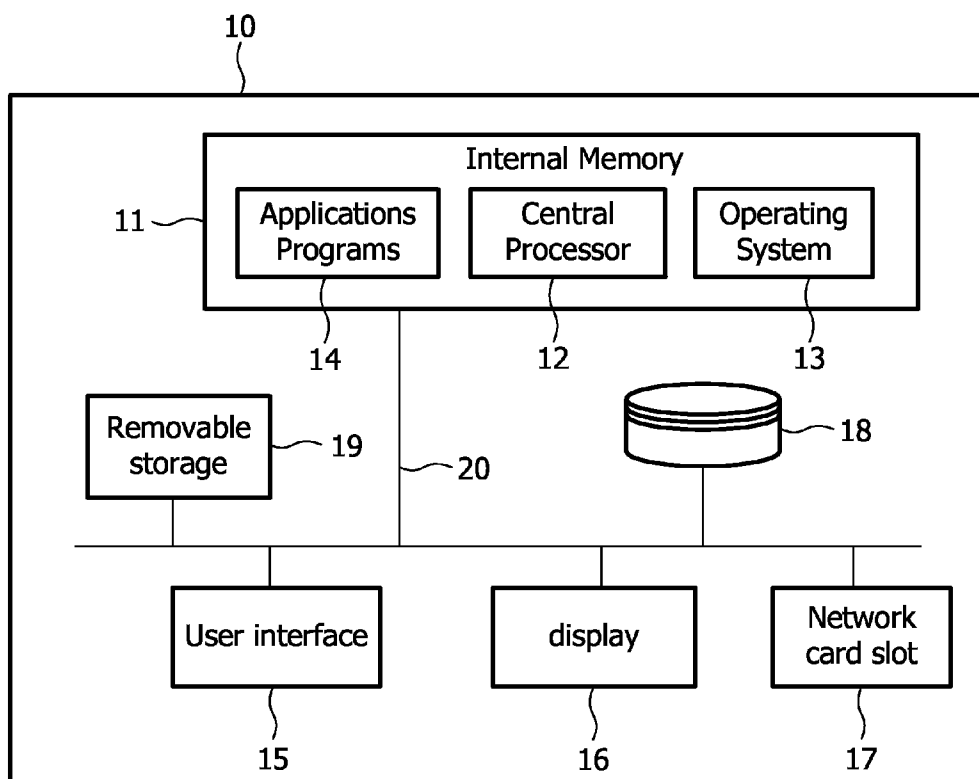 10
Internal Memory
11
Applications
Programs
Central
Processor
Operating
System
14
12
13
Removable
storage
19
20
18
User interface
display
Network
card slot
15
16
17